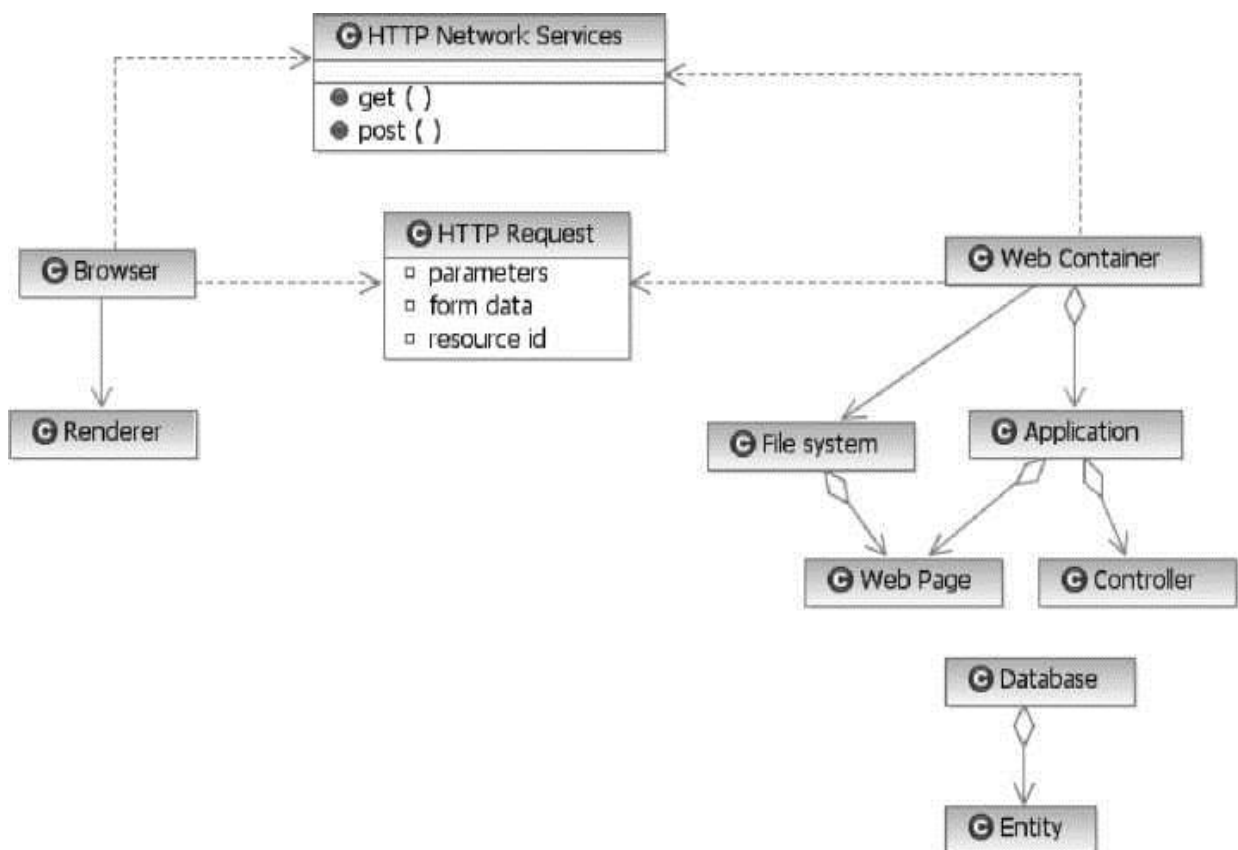 HTTP Network Services
get ( )
post ( )
HTTP Request
parameters
form data
resource id
Browser
Web Container
Renderer
File system
Application
Web Page
Controller
Database
Entity